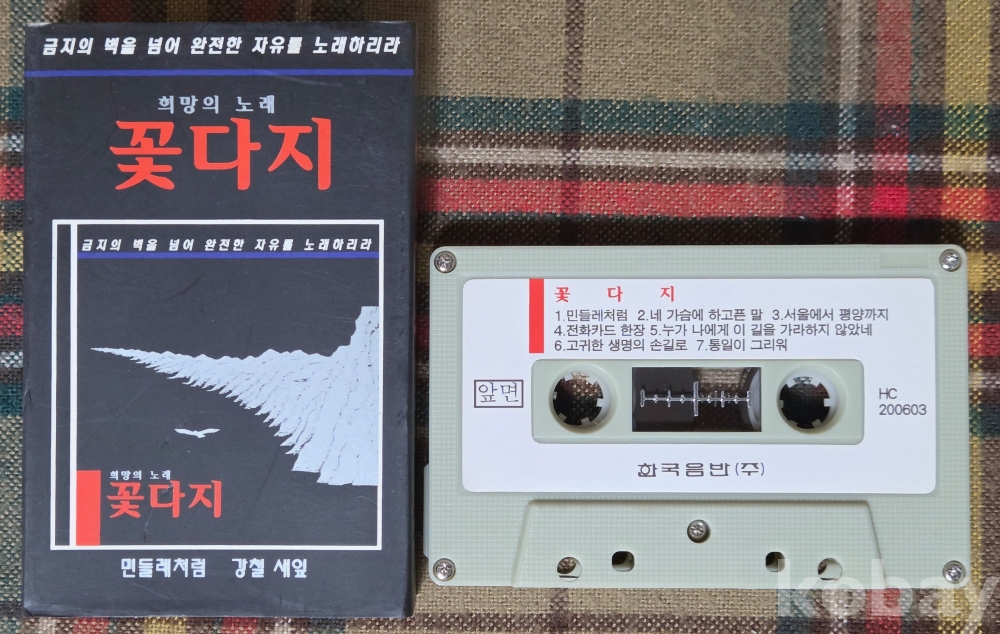 금지의 벽을 넘어 완전한 자유를 노래하리라
희망의 노래
꽃다지
금지의 벽을 넘어 완전한 자유를 노래하리라
희망의 노래
꽃다지
민들레처럼 강철 새잎
꽃 다 지
1.민들레처럼 2.네 가슴에 하고픈 말 3.서울에서 평양까지
4.전화카드 한장 5.누가 나에게 이 길을 가라하지 않았네
6.고귀한 생명의 손길로 7.통일이 그리워
앞면
HC
200603
한국음반(주)
kobay